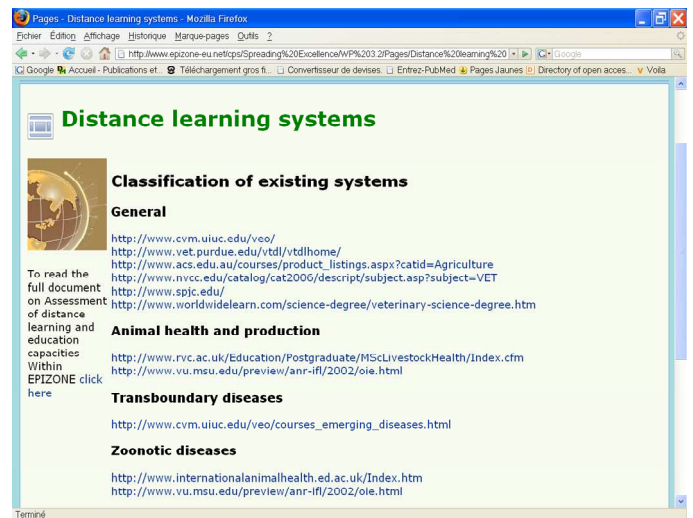 Pages - Distance learning systems - Mozilla Firefox
Fichier Édition Affichage Historique Marque-pages Outils ?
http://www.epizone-eu.net/cps/Spreading%20Excellence/WP%203.2/Pages/Distance%20learning%20
Google
Google Accueil - Publications et... Téléchargement gros fi... Convertisseur de devises. Entrez-PubMed Pages Jaunes Directory of open acces... Voila
Distance learning systems
Classification of existing systems
General
http://www.cvm.uiuc.edu/veo/
http://www.vet.purdue.edu/vtdl/vtdlhome/
http://www.acs.edu.au/courses/product_listings.aspx?catid=Agriculture
http://www.nvcc.edu/catalog/cat2006/descript/subject.asp?subject=VET
http://www.spjc.edu/
http://www.worldwidelearn.com/science-degree/veterinary-science-degree.htm
To read the
full document
on Assessment
of distance
learning and
education
capacities
Within
EPIZONE click
here
Animal health and production
http://www.rvc.ac.uk/Education/Postgraduate/MScLivestockHealth/Index.cfm
http://www.vu.msu.edu/preview/anr-ifl/2002/oie.html
Transboundary diseases
http://www.cvm.uiuc.edu/veo/courses_emerging_diseases.html
Zoonotic diseases
http://www.internationalanimalhealth.ed.ac.uk/Index.htm
http://www.vu.msu.edu/preview/anr-ifl/2002/oie.html
Terminé